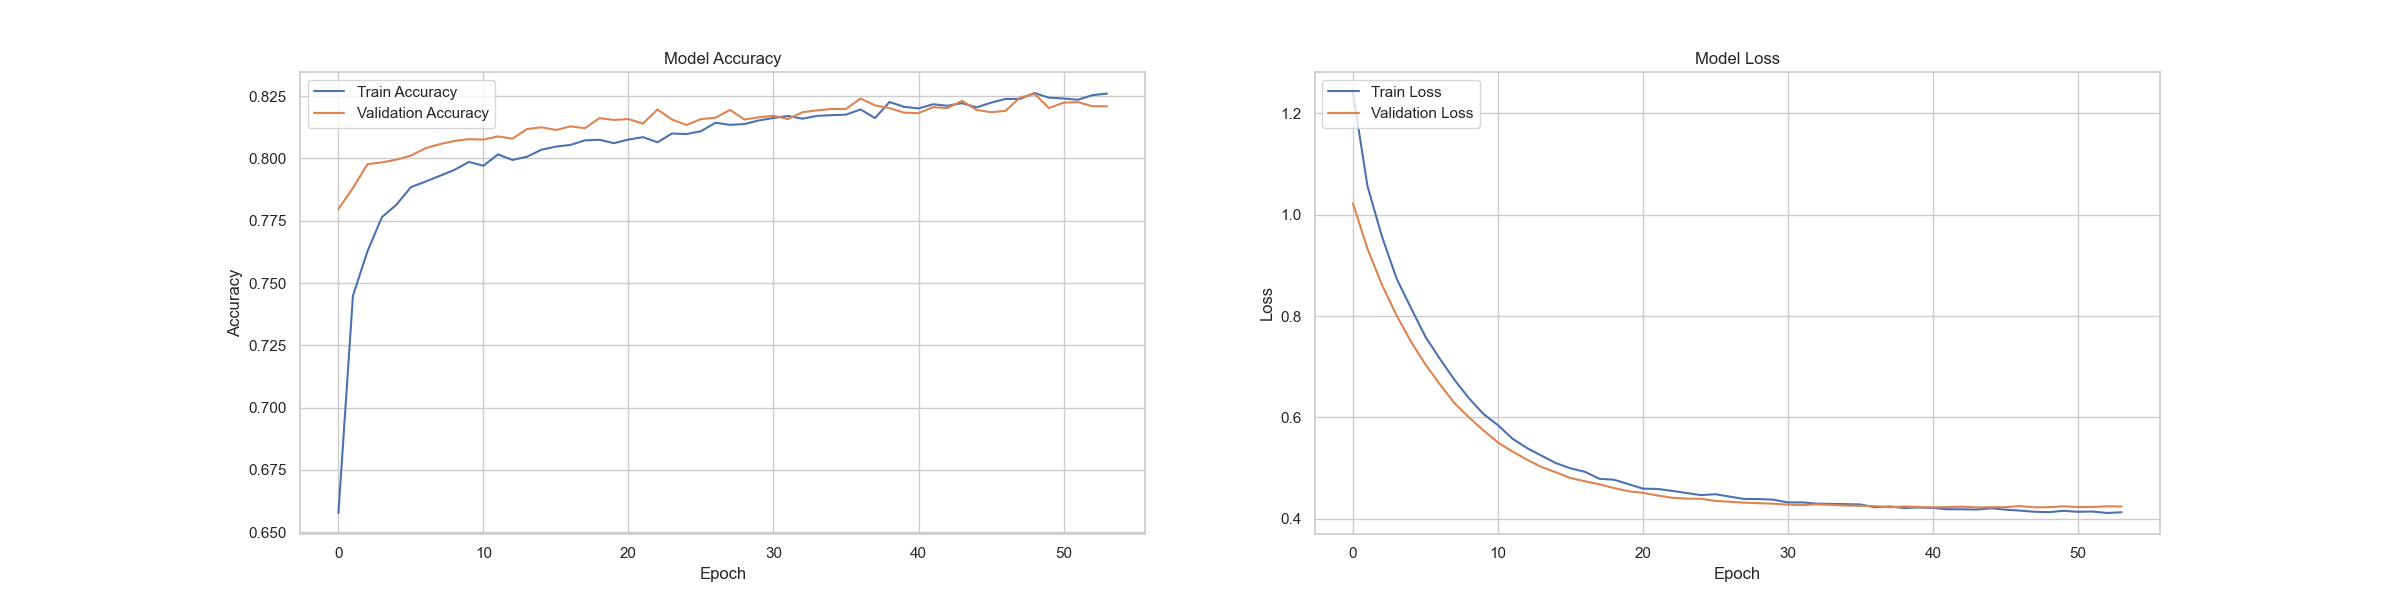 Model Accuracy
Train Accuracy
Validation Accuracy
0.825
0.800
0.775
0.750
0.725
0.700
0.675
0.650
Accuracy
0 10 20 30 40 50
Epoch
Model Loss
Train Loss
Validation Loss
1.2
1.0
0.8
0.6
0.4
Loss
0 10 20 30 40 50
Epoch